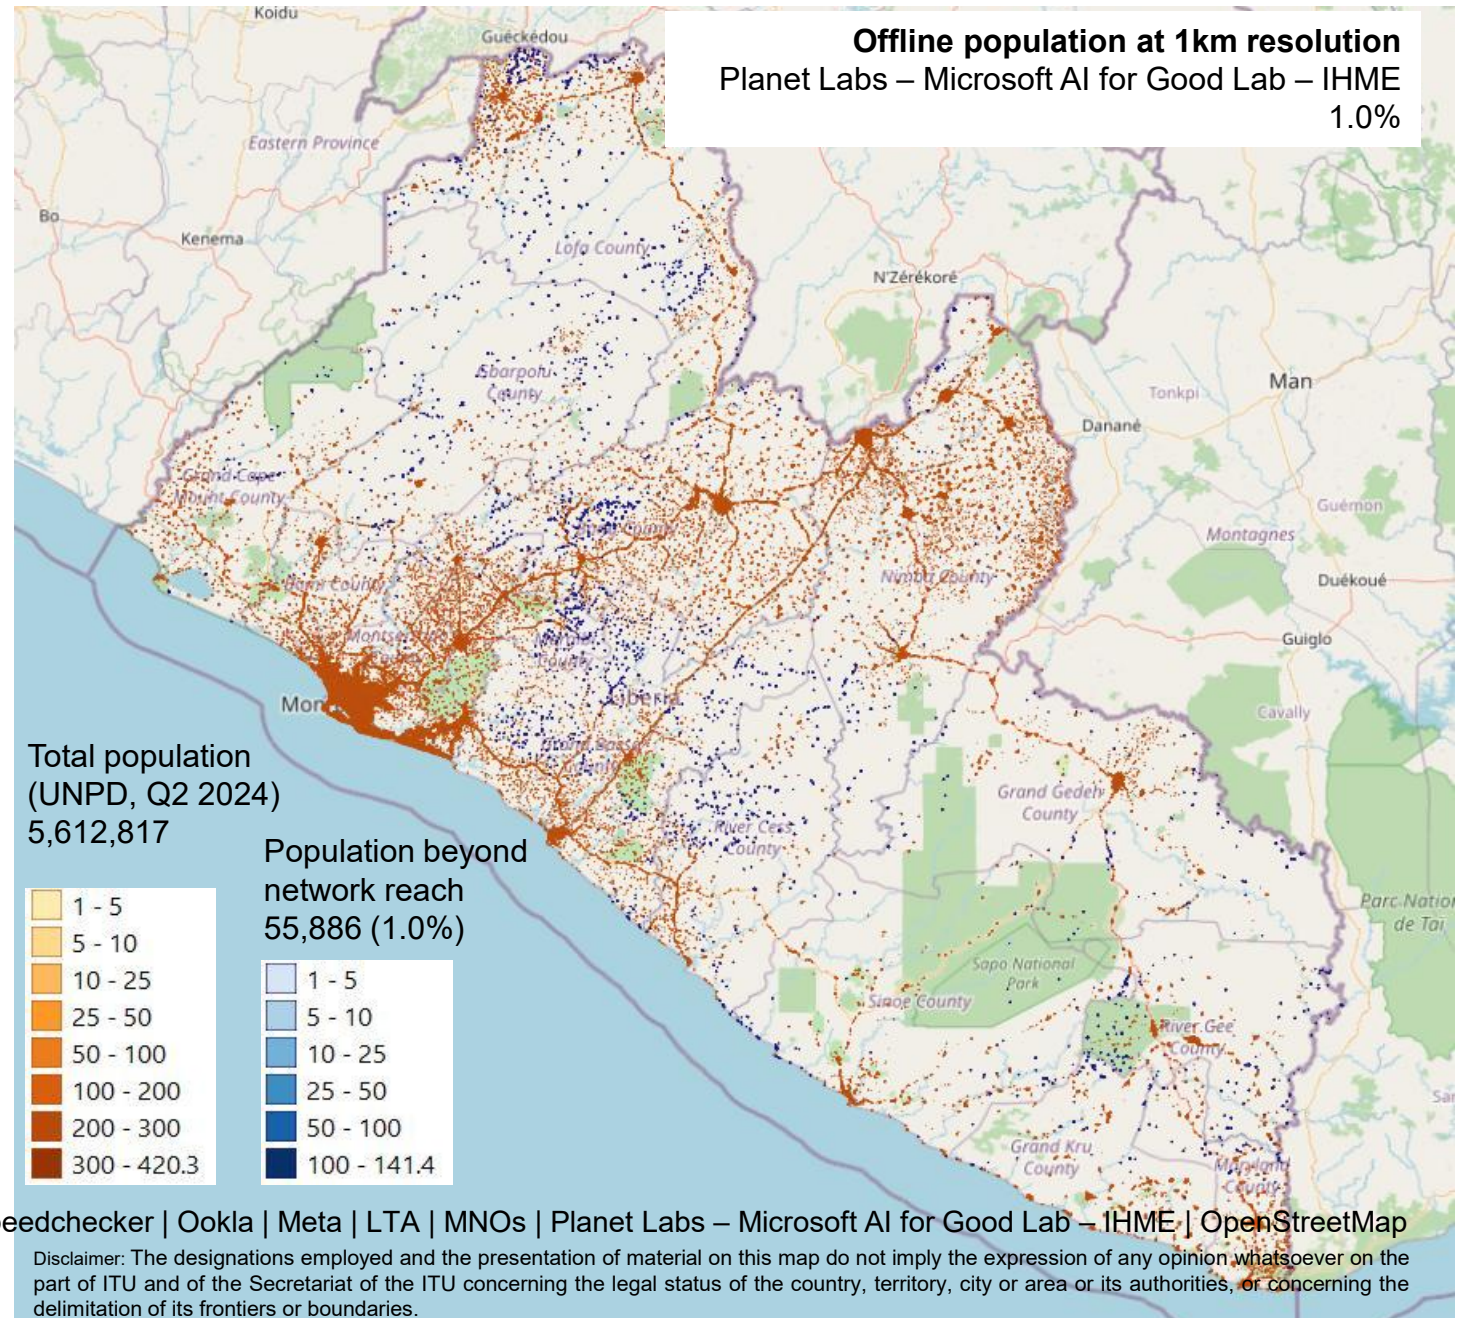 Koidu
Guéckédou
Offline population at 1km resolution
Planet Labs – Microsoft AI for Good Lab – IHME
1.0%
Eastern Province
Bo
Kenema
Lofa County
N'Zérékoré
Gbarpolu
County
Man
Tonkpi
Danané
Grand Cape
Mount County
Guémon
Montagnes
Nimba County
Duékoué
Guiglo
County
Liberia
Cavally
Total population
(UNPD, Q2 2024)
5,612,817
Grand Gedeh
County
River Cess
County
Population beyond
network reach
55,886 (1.0%)
Parc Nation
de Taï
Sapo National
Park
Sinoe County
River Gee
County
Grand Kru
County
Maryland
County
1 - 5
5 - 10
10 - 25
25 - 50
50 - 100
100 - 200
200 - 300
300 - 420.3
1 - 5
5 - 10
10 - 25
25 - 50
50 - 100
100 - 141.4
eedchecker | Ookla | Meta | LTA | MNOs | Planet Labs – Microsoft AI for Good Lab – IHME | OpenStreetMap
Disclaimer: The designations employed and the presentation of material on this map do not imply the expression of any opinion whatsoever on the
part of ITU and of the Secretariat of the ITU concerning the legal status of the country, territory, city or area or its authorities, or concerning the
delimitation of its frontiers or boundaries.